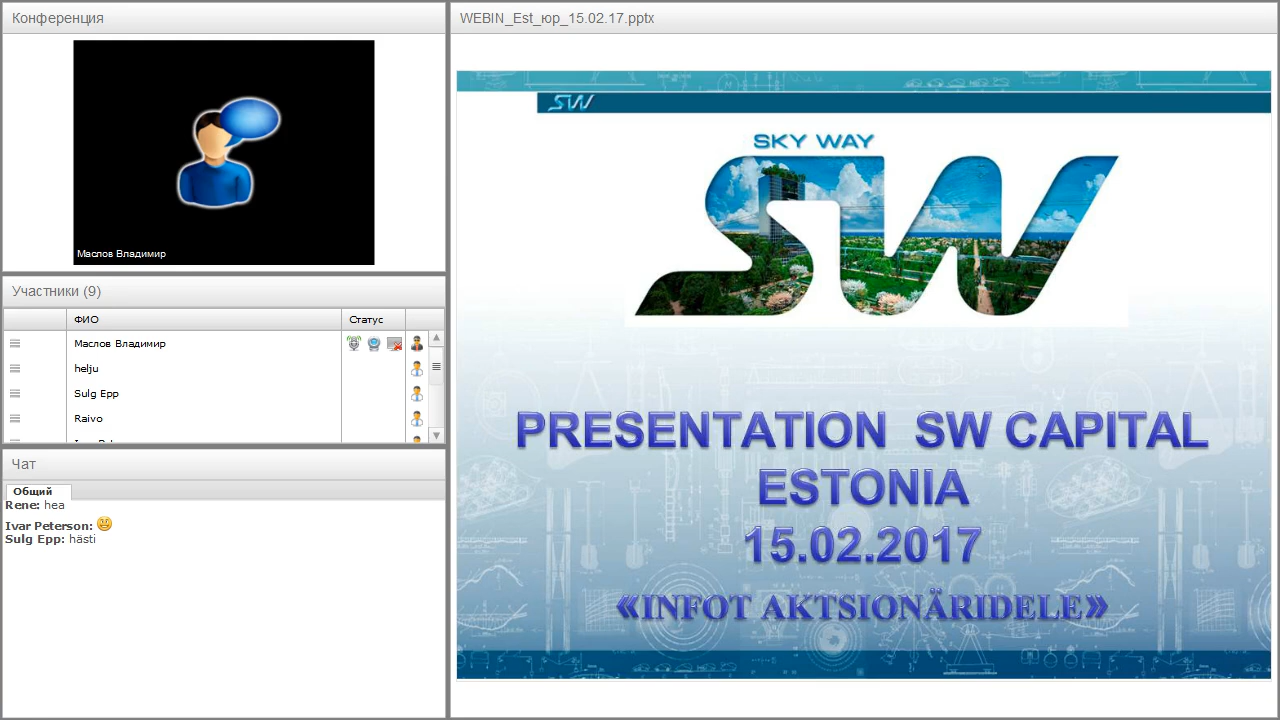 Конференция
Маслов Владимир
Участники (9)
ФИО
Статус
Маслов Владимир
helju
Sulg Epp
Raivo
Чат
Общий
Rene: hea
Ivar Peterson:
Sulg Epp: hästi
WEBIN_Est_юр_15.02.17.pptx
SW
SKY WAY
SW
PRESENTATION SW CAPITAL
ESTONIA
15.02.2017
«INFOT AKTSIONÄRIDELE»